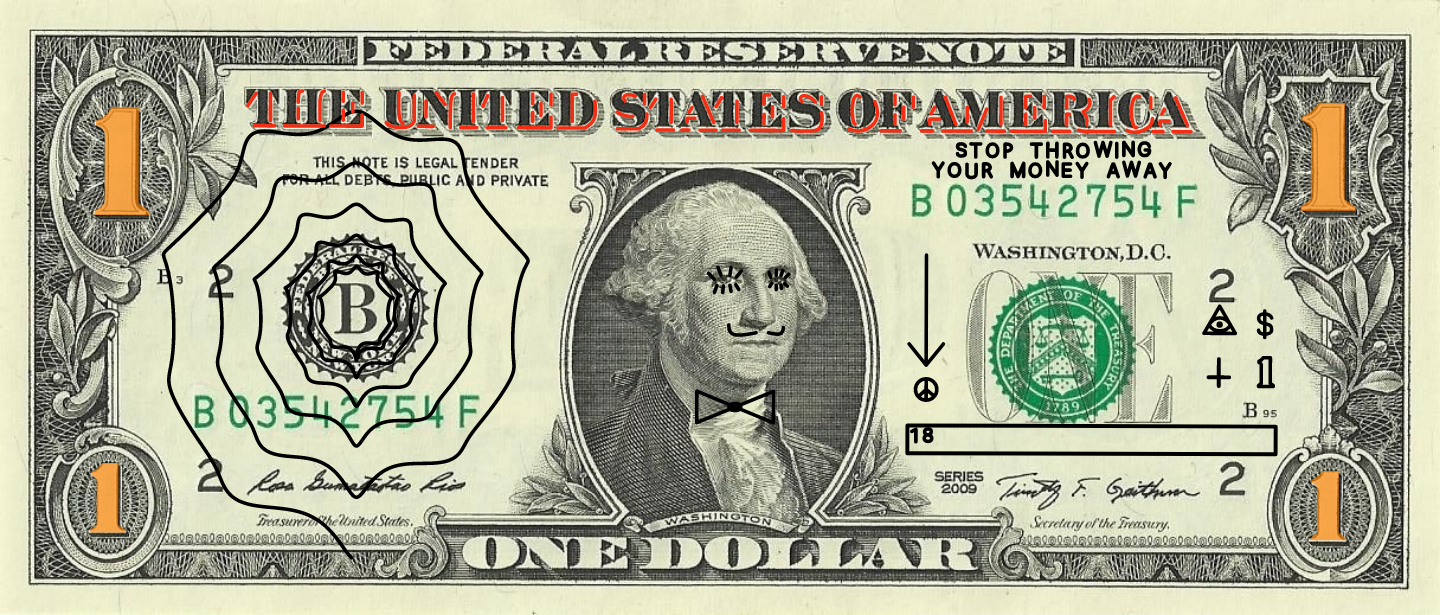 FEDERAL RESERVE NOTE
THE UNITED STATES OF AMERICA
1
1
THIS NOTE IS LEGAL TENDER
FOR ALL DEBTS, PUBLIC AND PRIVATE
STOP THROWING
YOUR MONEY AWAY
B 03542754 F
WASHINGTON, D.C.
B 3
2
B
ONE
THE DEPARTMENT OF THE TREASURY
1789
2
$
+ 1
B 03542754 F
B 95
18
2
Rosa Gumataotao Rios
Treasurer of the United States.
SERIES
2009
Timothy F. Geithner
2
Secretary of the Treasury.
1
1
WASHINGTON
ONE DOLLAR